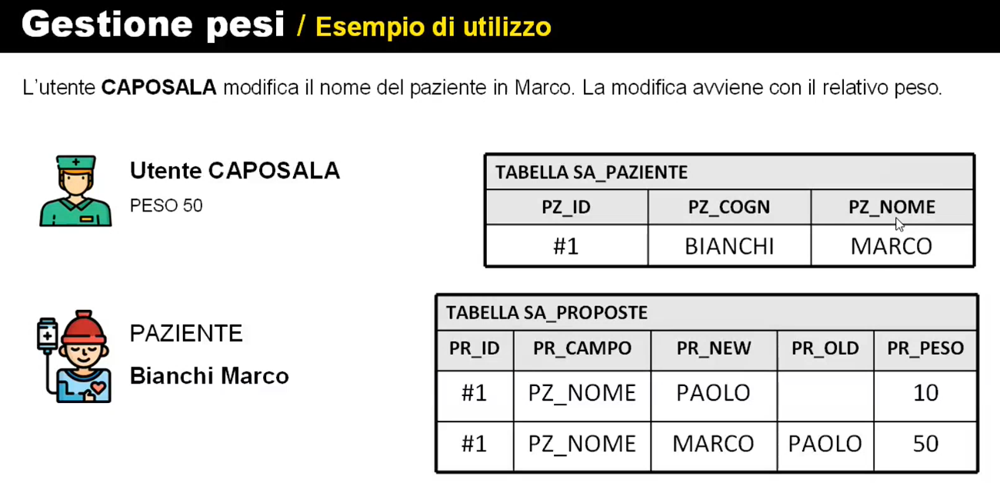 Gestione pesi / Esempio di utilizzo
L’utente CAPOSALA modifica il nome del paziente in Marco. La modifica avviene con il relativo peso.
Utente CAPOSALA
PESO 50
TABELLA SA_PAZIENTE
PZ_ID PZ_COGN PZ_NOME
#1 BIANCHI MARCO
PAZIENTE
Bianchi Marco
TABELLA SA_PROPOSTE
PR_ID PR_CAMPO PR_NEW PR_OLD PR_PESO
#1 PZ_NOME PAOLO 10
#1 PZ_NOME MARCO PAOLO 50